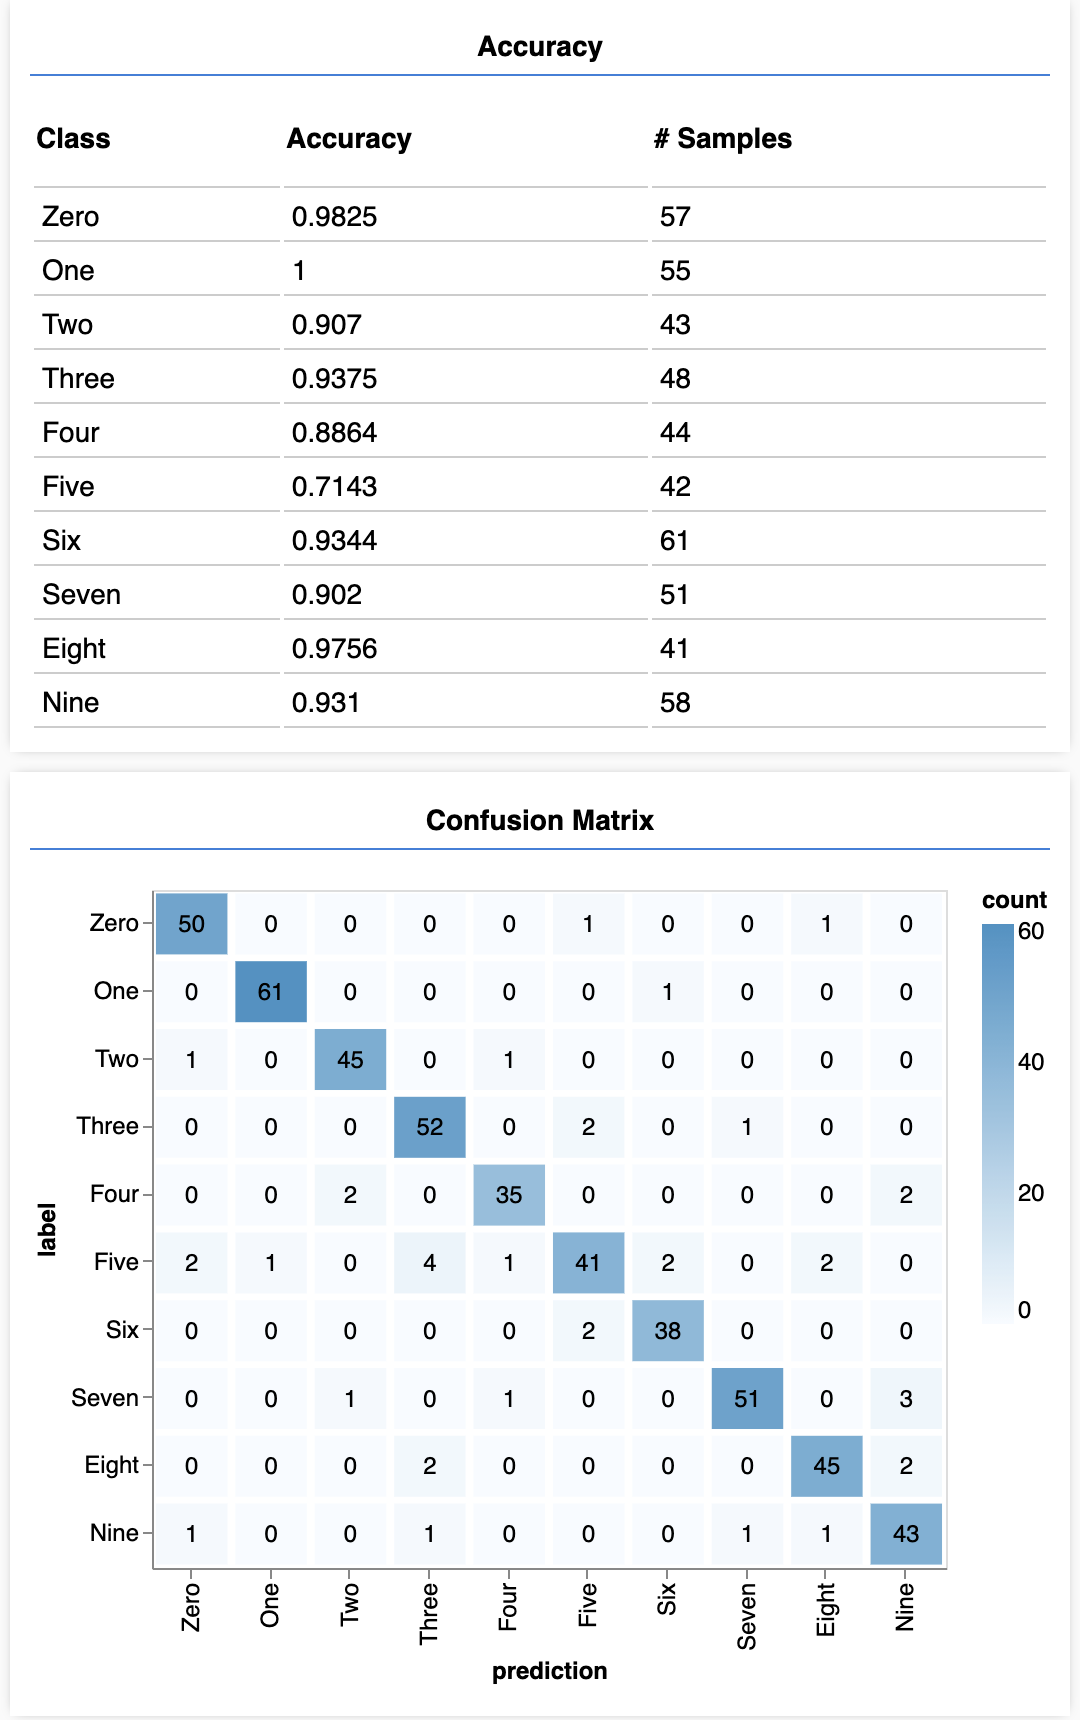 Accuracy
Class Accuracy # Samples
Zero 0.9825 57
One 1 55
Two 0.907 43
Three 0.9375 48
Four 0.8864 44
Five 0.7143 42
Six 0.9344 61
Seven 0.902 51
Eight 0.9756 41
Nine 0.931 58
Confusion Matrix
count
60
40
20
0
label
Zero 50 0 0 0 0 1 0 0 1 0
One 0 61 0 0 0 0 1 0 0 0
Two 1 0 45 0 1 0 0 0 0 0
Three 0 0 0 52 0 2 0 1 0 0
Four 0 0 2 0 35 0 0 0 0 2
Five 2 1 0 4 1 41 2 0 2 0
Six 0 0 0 0 0 2 38 0 0 0
Seven 0 0 1 0 1 0 0 51 0 3
Eight 0 0 0 2 0 0 0 0 45 2
Nine 1 0 0 1 0 0 0 1 1 43
Zero One Two Three Four Five Six Seven Eight Nine
prediction